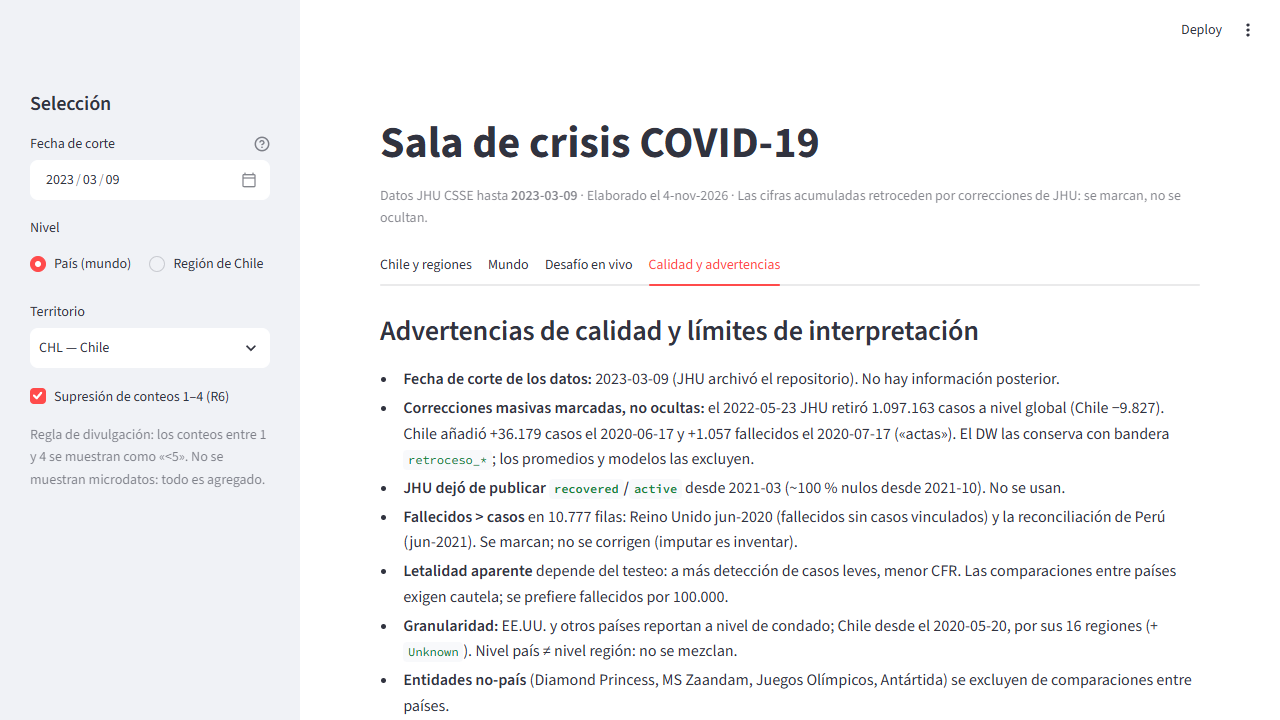 Deploy
Selección
Fecha de corte
2023 / 03 / 09
Nivel
País (mundo)
Región de Chile
Territorio
CHL — Chile
Supresión de conteos 1–4 (R6)
Regla de divulgación: los conteos entre 1
y 4 se muestran como «<5». No se
muestran microdatos: todo es agregado.
Sala de crisis COVID-19
Datos JHU CSSE hasta 2023-03-09 · Elaborado el 4-nov-2026 · Las cifras acumuladas retroceden por correcciones de JHU: se marcan, no se
ocultan.
Chile y regiones
Mundo
Desafío en vivo
Calidad y advertencias
Advertencias de calidad y límites de interpretación
• Fecha de corte de los datos: 2023-03-09 (JHU archivó el repositorio). No hay información posterior.
• Correcciones masivas marcadas, no ocultas: el 2022-05-23 JHU retiró 1.097.163 casos a nivel global (Chile −9.827).
Chile añadió +36.179 casos el 2020-06-17 y +1.057 fallecidos el 2020-07-17 («actas»). El DW las conserva con bandera
retroceso_* ; los promedios y modelos las excluyen.
• JHU dejó de publicar recovered / active desde 2021-03 (~100 % nulos desde 2021-10). No se usan.
• Fallecidos > casos en 10.777 filas: Reino Unido jun-2020 (fallecidos sin casos vinculados) y la reconciliación de Perú
(jun-2021). Se marcan; no se corrigen (imputar es inventar).
• Letalidad aparente depende del testeo: a más detección de casos leves, menor CFR. Las comparaciones entre países
exigen cautela; se prefiere fallecidos por 100.000.
• Granularidad: EE.UU. y otros países reportan a nivel de condado; Chile desde el 2020-05-20, por sus 16 regiones (+
Unknown ). Nivel país ≠ nivel región: no se mezclan.
• Entidades no-país (Diamond Princess, MS Zaandam, Juegos Olímpicos, Antártida) se excluyen de comparaciones entre
países.